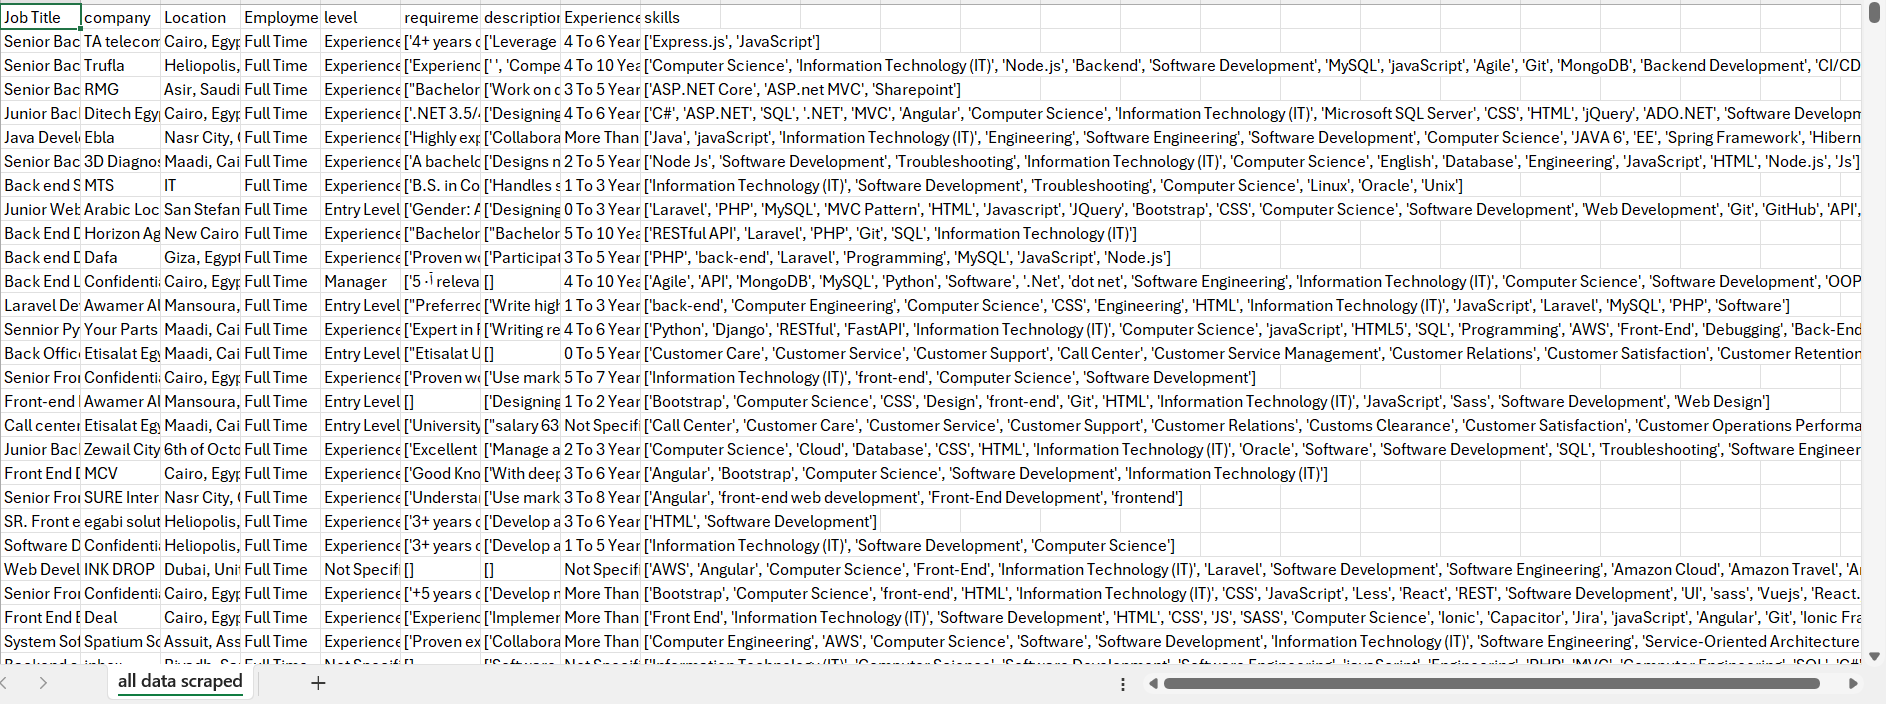 Job Title company Location Employme level requireme description Experience skills
Senior Bac TA telecom Cairo, Egyp Full Time Experience ['4+ years o ['Leverage 4 To 6 Year ['Express.js', 'JavaScript']
Senior Bac Trufla Heliopolis, Full Time Experience ['Experienc [' ', 'Compe 4 To 10 Yea ['Computer Science', 'Information Technology (IT)', 'Node.js', 'Backend', 'Software Development', 'MySQL', 'javaScript', 'Agile', 'Git', 'MongoDB', 'Backend Development', 'CI/CD
Senior Bac RMG Asir, Saudi Full Time Experience ["Bachelor ['Work on d 3 To 5 Year ['ASP.NET Core', 'ASP.net MVC', 'Sharepoint']
Junior Bac Ditech Egy Cairo, Egyp Full Time Experience ['.NET 3.5/ ['Designing 4 To 6 Year ['C#', 'ASP.NET', 'SQL', '.NET', 'MVC', 'Angular', 'Computer Science', 'Information Technology (IT)', 'Microsoft SQL Server', 'CSS', 'HTML', 'jQuery', 'ADO.NET', 'Software Developm
Java Devel Ebla Nasr City, Full Time Experience ['Highly exp ['Collabora More Than ['Java', 'javaScript', 'Information Technology (IT)', 'Engineering', 'Software Engineering', 'Software Development', 'Computer Science', 'JAVA 6', 'EE', 'Spring Framework', 'Hibern
Senior Bac 3D Diagnos Maadi, Cai Full Time Experience ['A bachelo ['Designs n 2 To 5 Year ['Node Js', 'Software Development', 'Troubleshooting', 'Information Technology (IT)', 'Computer Science', 'English', 'Database', 'Engineering', 'JavaScript', 'HTML', 'Node.js', 'Js']
Back end S MTS IT Full Time Experience ['B.S. in Co ['Handles s 1 To 3 Year ['Information Technology (IT)', 'Software Development', 'Troubleshooting', 'Computer Science', 'Linux', 'Oracle', 'Unix']
Junior Web Arabic Loc San Stefan Full Time Entry Level ['Gender: A ['Designing 0 To 3 Year ['Laravel', 'PHP', 'MySQL', 'MVC Pattern', 'HTML', 'Javascript', 'JQuery', 'Bootstrap', 'CSS', 'Computer Science', 'Software Development', 'Web Development', 'Git', 'GitHub', 'API',
Back End D Horizon Ag New Cairo Full Time Experience ["Bachelor ["Bachelor 5 To 10 Yea ['RESTful API', 'Laravel', 'PHP', 'Git', 'SQL', 'Information Technology (IT)']
Back end D Dafa Giza, Egypt Full Time Experience ['Proven wo ['Participat 3 To 5 Year ['PHP', 'back-end', 'Laravel', 'Programming', 'MySQL', 'JavaScript', 'Node.js']
Back End L Confidentia Cairo, Egyp Full Time Manager releva [] 4 To 10 Yea ['Agile', 'API', 'MongoDB', 'MySQL', 'Python', 'Software', '.Net', 'dot net', 'Software Engineering', 'Information Technology (IT)', 'Computer Science', 'Software Development', 'OOP
Laravel De Awamer Al Mansoura, Full Time Entry Level ["Preferred ['Write high 1 To 3 Year ['back-end', 'Computer Engineering', 'Computer Science', 'CSS', 'Engineering', 'HTML', 'Information Technology (IT)', 'JavaScript', 'Laravel', 'MySQL', 'PHP', 'Software']
Sennior Py Your Parts Maadi, Cai Full Time Experience ['Expert in P ['Writing re 4 To 6 Year ['Python', 'Django', 'RESTful', 'FastAPI', 'Information Technology (IT)', 'Computer Science', 'javaScript', 'HTML5', 'SQL', 'Programming', 'AWS', 'Front-End', 'Debugging', 'Back-End
Back Offic Etisalat Egy Maadi, Cai Full Time Entry Level ["Etisalat U [] 0 To 5 Year ['Customer Care', 'Customer Service', 'Customer Support', 'Call Center', 'Customer Service Management', 'Customer Relations', 'Customer Satisfaction', 'Customer Retention
Senior Fron Confidentia Cairo, Egyp Full Time Experience ['Proven wo ['Use mark 5 To 7 Year ['Information Technology (IT)', 'front-end', 'Computer Science', 'Software Development']
Front-end Awamer Al Mansoura, Full Time Entry Level [] ['Designing 1 To 2 Year ['Bootstrap', 'Computer Science', 'CSS', 'Design', 'front-end', 'Git', 'HTML', 'Information Technology (IT)', 'JavaScript', 'Sass', 'Software Development', 'Web Design']
Call center Etisalat Egy Maadi, Cai Full Time Entry Level ['University ["salary 63 Not Specifi ['Call Center', 'Customer Care', 'Customer Service', 'Customer Support', 'Customer Relations', 'Customs Clearance', 'Customer Satisfaction', 'Customer Operations Performa
Junior Bac Zewail City 6th of Octo Full Time Experience ['Excellent ['Manage a 2 To 3 Year ['Computer Science', 'Cloud', 'Database', 'CSS', 'HTML', 'Information Technology (IT)', 'Oracle', 'Software', 'Software Development', 'SQL', 'Troubleshooting', 'Software Engineer
Front End D MCV Cairo, Egyp Full Time Experience ['Good Kno ['With deep 3 To 6 Year ['Angular', 'Bootstrap', 'Computer Science', 'Software Development', 'Information Technology (IT)']
Senior Fron SURE Inter Nasr City, Full Time Experience ['Understa ['Use mark 3 To 8 Year ['Angular', 'front-end web development', 'Front-End Development', 'frontend']
SR. Front e egabi solut Heliopolis, Full Time Experience ['3+ years o ['Develop a 3 To 6 Year ['HTML', 'Software Development']
Software D Confidentia Heliopolis, Full Time Experience ['3+ years o ['Develop a 1 To 5 Year ['Information Technology (IT)', 'Software Development', 'Computer Science']
Web Devel INK DROP Dubai, Unit Full Time Not Specifi [] [] Not Specifi ['AWS', 'Angular', 'Computer Science', 'Front-End', 'Information Technology (IT)', 'Laravel', 'Software Development', 'Software Engineering', 'Amazon Cloud', 'Amazon Travel',
Senior Fron Confidentia Cairo, Egyp Full Time Experience ['+5 years o ['Develop n More Than ['Bootstrap', 'Computer Science', 'front-end', 'HTML', 'Information Technology (IT)', 'CSS', 'JavaScript', 'Less', 'React', 'REST', 'Software Development', 'UI', 'sass', 'Vuejs', 'React.
Front End E Deal Cairo, Egyp Full Time Experience ['Experienc ['Implemen More Than ['Front End', 'Information Technology (IT)', 'Software Development', 'HTML', 'CSS', 'JS', 'SASS', 'Computer Science', 'Ionic', 'Capacitor', 'Jira', 'javaScript', 'Angular', 'Git', 'Ionic Fra
System Sof Spatium So Assuit, Ass Full Time Experience ['Proven ex ['Collabora More Than ['Computer Engineering', 'AWS', 'Computer Science', 'Software', 'Software Development', 'Information Technology (IT)', 'Software Engineering', 'Service-Oriented Architecture
all data scraped